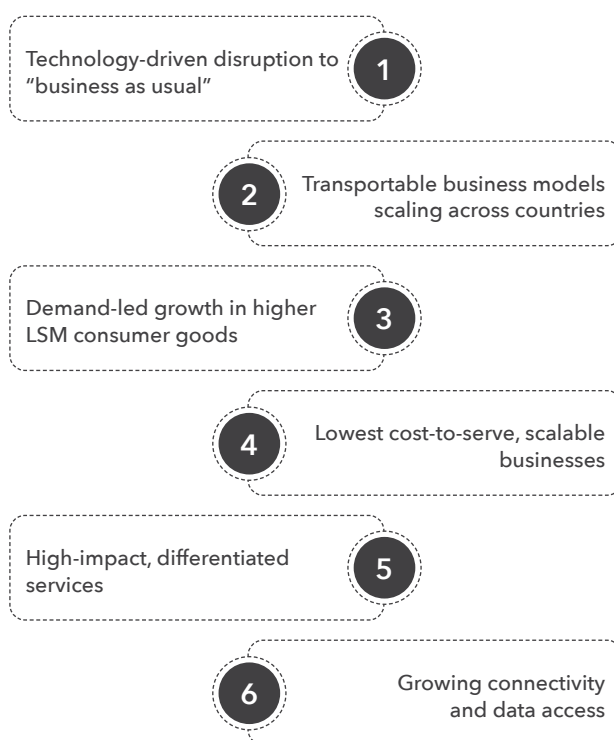 Technology-driven disruption to
“business as usual”
1
2
Transportable business models
scaling across countries
Demand-led growth in higher
LSM consumer goods
3
4
Lowest cost-to-serve, scalable
businesses
High-impact, differentiated
services
5
6
Growing connectivity
and data access